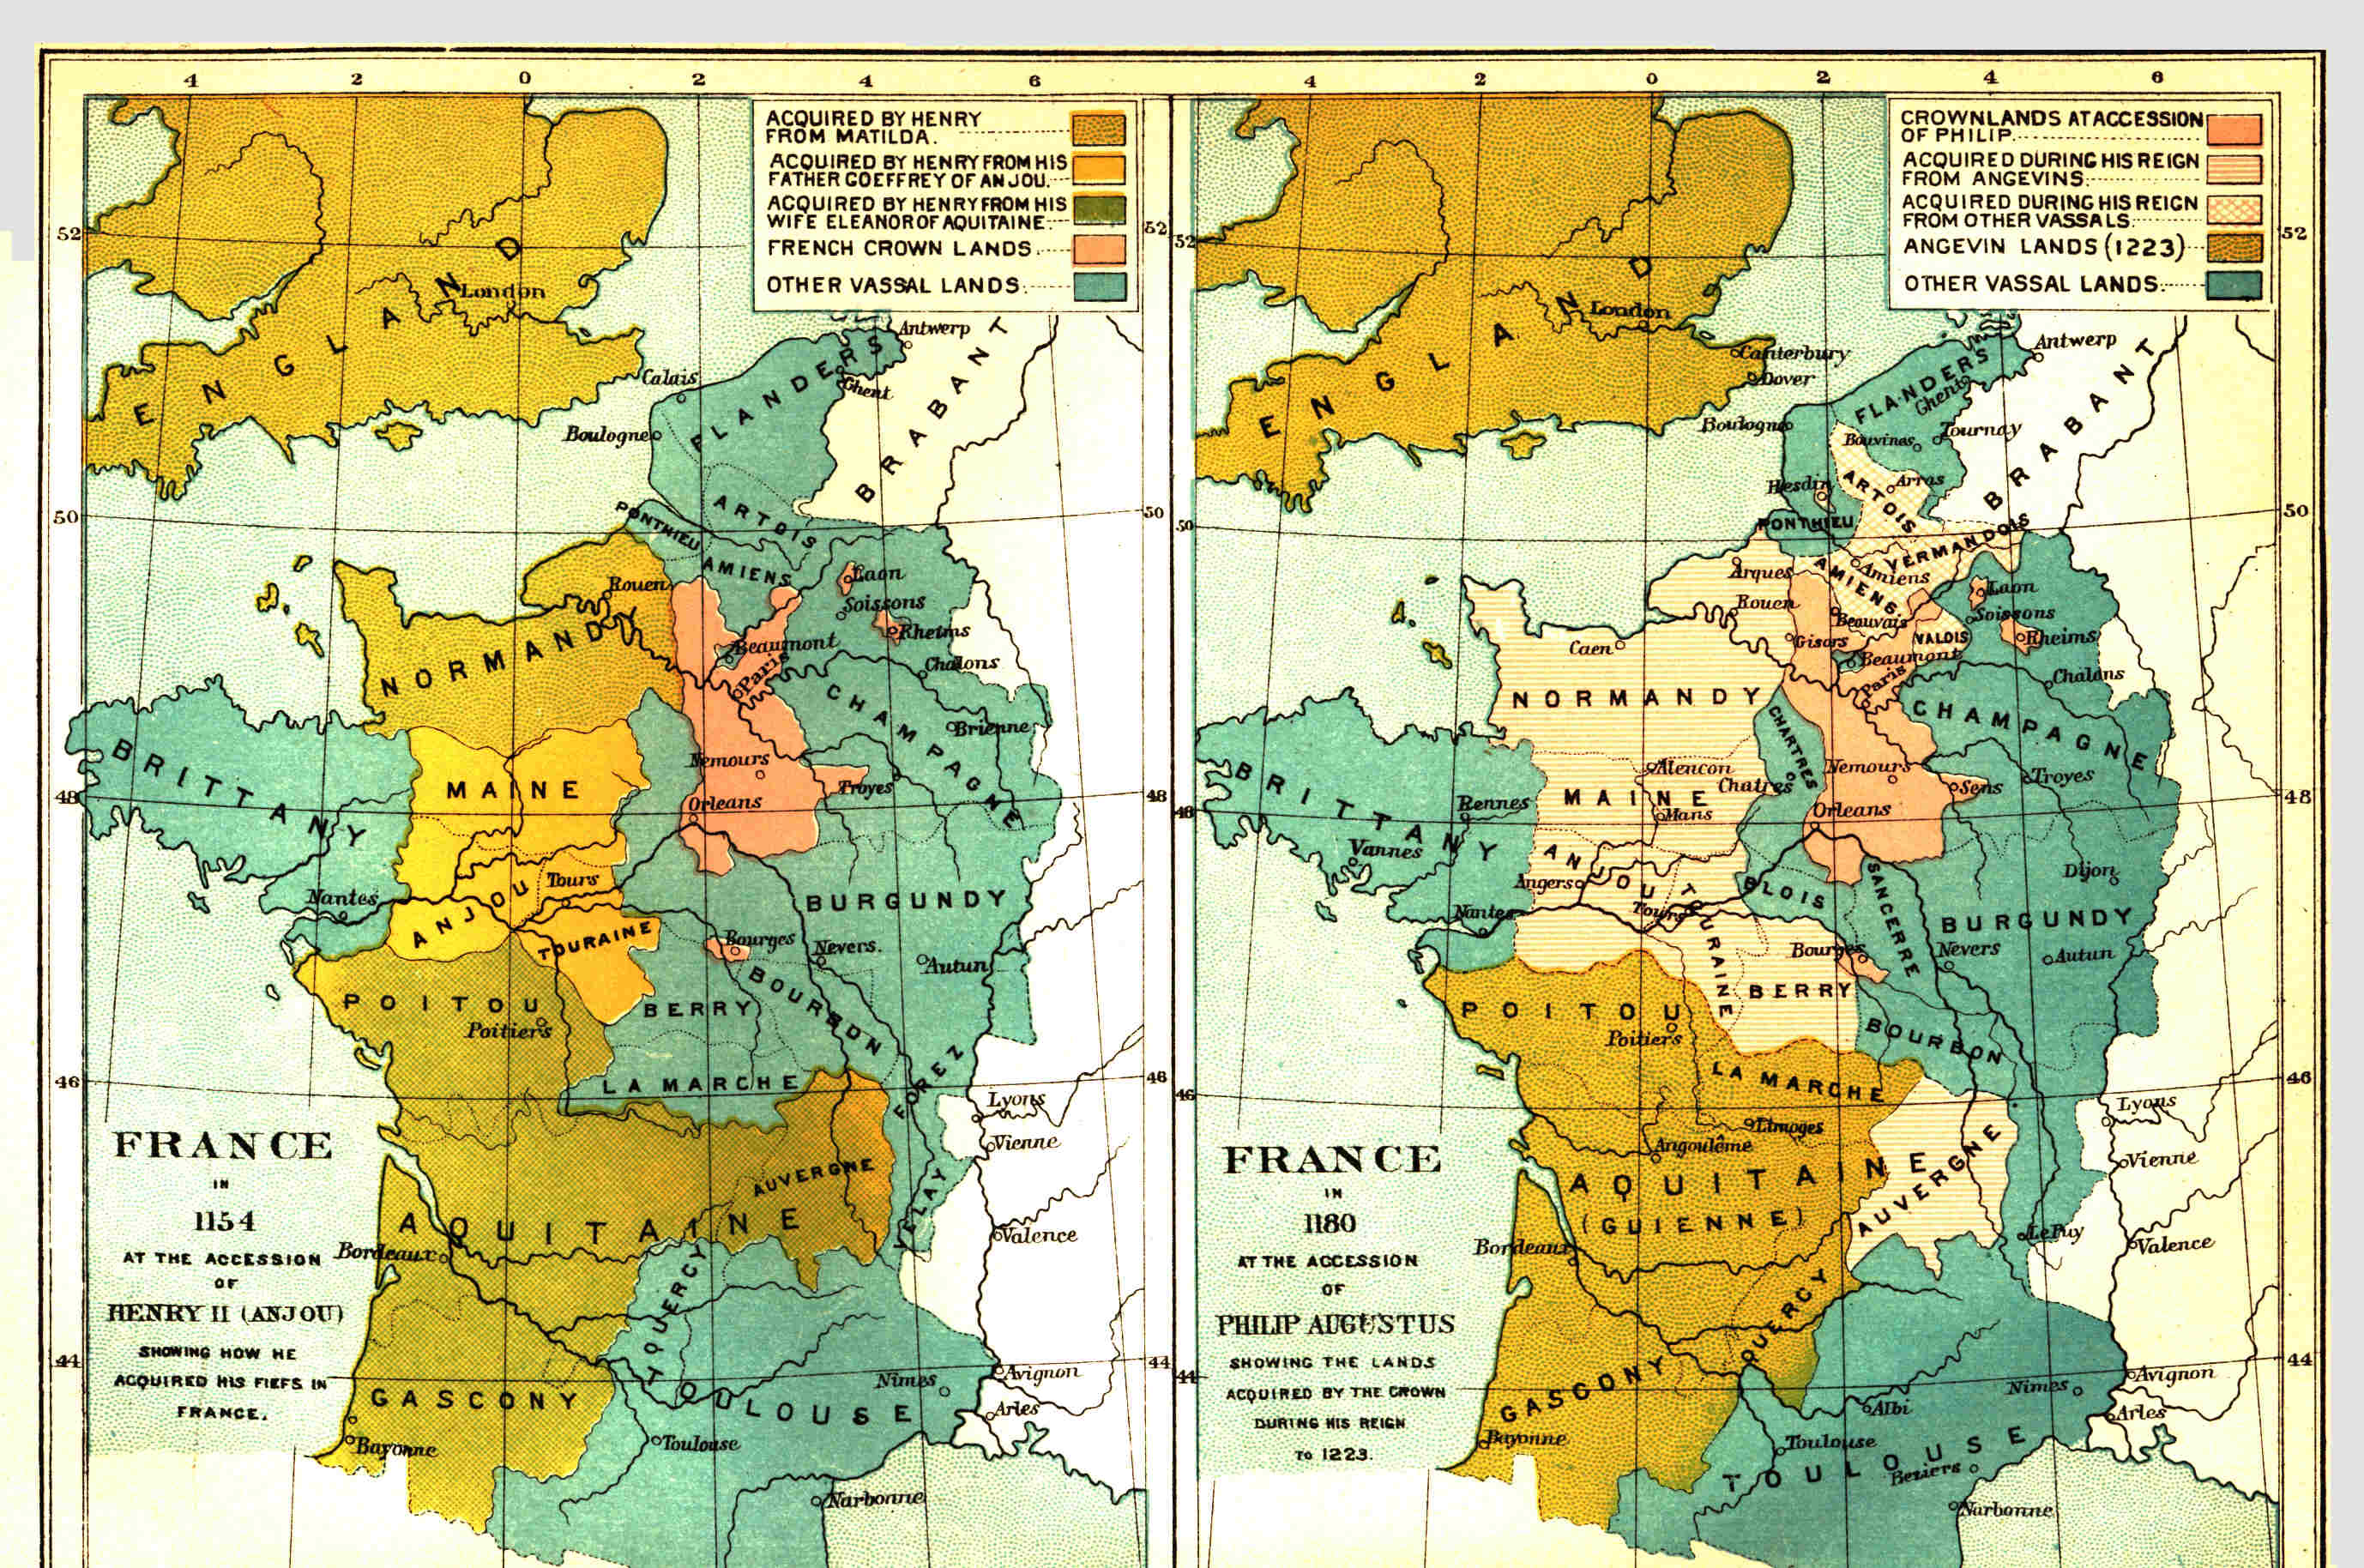 4 2 0 2 4 6
ACQUIRED BY HENRY
FROM MATILDA.
ACQUIRED BY HENRY FROM HIS
FATHER GOEFFREY OF ANJOU.
ACQUIRED BY HENRY FROM HIS
WIFE ELEANOR OF AQUITAINE
FRENCH CROWN LANDS
OTHER VASSAL LANDS
52
52
ENGLAND
London
Antwerp
FLANDERS
Ghent
BRABANT
Calais
Boulogne
50
50
ARTOIS
PONTHIEU
AMIENS
Laon
Rouen
Soissons
Rheims
NORMANDY
Beaumont
Paris
Chalons
CHAMPAGNE
Brienne
BRITTANY
MAINE
Nemours
Troyes
48
48
Orleans
Nantes
ANJOU
Tours
TOURAINE
BURGUNDY
Bourges
Nevers.
Autun
POITOU
Poitiers
BERRY
BOURBON
46
46
LA MARCHE
FOREZ
Lyons
Vienne
FRANCE
IN
1154
AT THE ACCESSION
OF
HENRY II (ANJOU)
SHOWING HOW HE
ACQUIRED HIS FIEFS IN
FRANCE.
AUVERGNE
VELAY
AQUITAINE
Bordeaux
Valence
QUERCY
44
44
GASCONY
TOULOUSE
Nimes
Avignon
Arles
Bayonne
Toulouse
Narbonne
4 2 0 2 4 6
CROWNLANDS AT ACCESSION
OF PHILIP
ACQUIRED DURING HIS REIGN
FROM ANGEVINS
ACQUIRED DURING HIS REIGN
FROM OTHER VASSALS
ANGEVIN LANDS (1223)
OTHER VASSAL LANDS
52
52
ENGLAND
London
Canterbury
Dover
Antwerp
FLANDERS
Ghent
BRABANT
Boulogne
Bouvines
Tournay
Hesdin
Arras
ARTOIS
50
50
PONTHIEU
VERMANDOIS
Arques
AMIENS.
Amiens
Laon
Rouen
Beauvais
Soissons
Gisors
VALOIS
Rheims
Caen
Beaumont
Paris
Chalons
NORMANDY
CHARTRES
CHAMPAGNE
BRITTANY
Alencon
Chatres
Nemours
Troyes
Sens
48
48
Rennes
MAINE
Mans
Orleans
Vannes
ANJOU
Angers
Tours
TOURAINE
BLOIS
SANCERRE
Dijon
Nantes
BURGUNDY
Bourges
Nevers
Autun
BERRY
POITOU
Poitiers
BOURBON
46
46
LA MARCHE
Lyons
Limoges
Angoulême
Vienne
FRANCE
IN
1180
AT THE ACCESSION
OF
PHILIP AUGUSTUS
SHOWING THE LANDS
ACQUIRED BY THE CROWN
DURING HIS REIGN
TO 1223.
AQUITAINE
(GUIENNE)
AUVERGNE
Le Puy
Bordeaux
Valence
QUERCY
44
44
GASCONY
Avignon
Nimes
Albi
Arles
Bayonne
Toulouse
TOULOUSE
Beziers
Narbonne